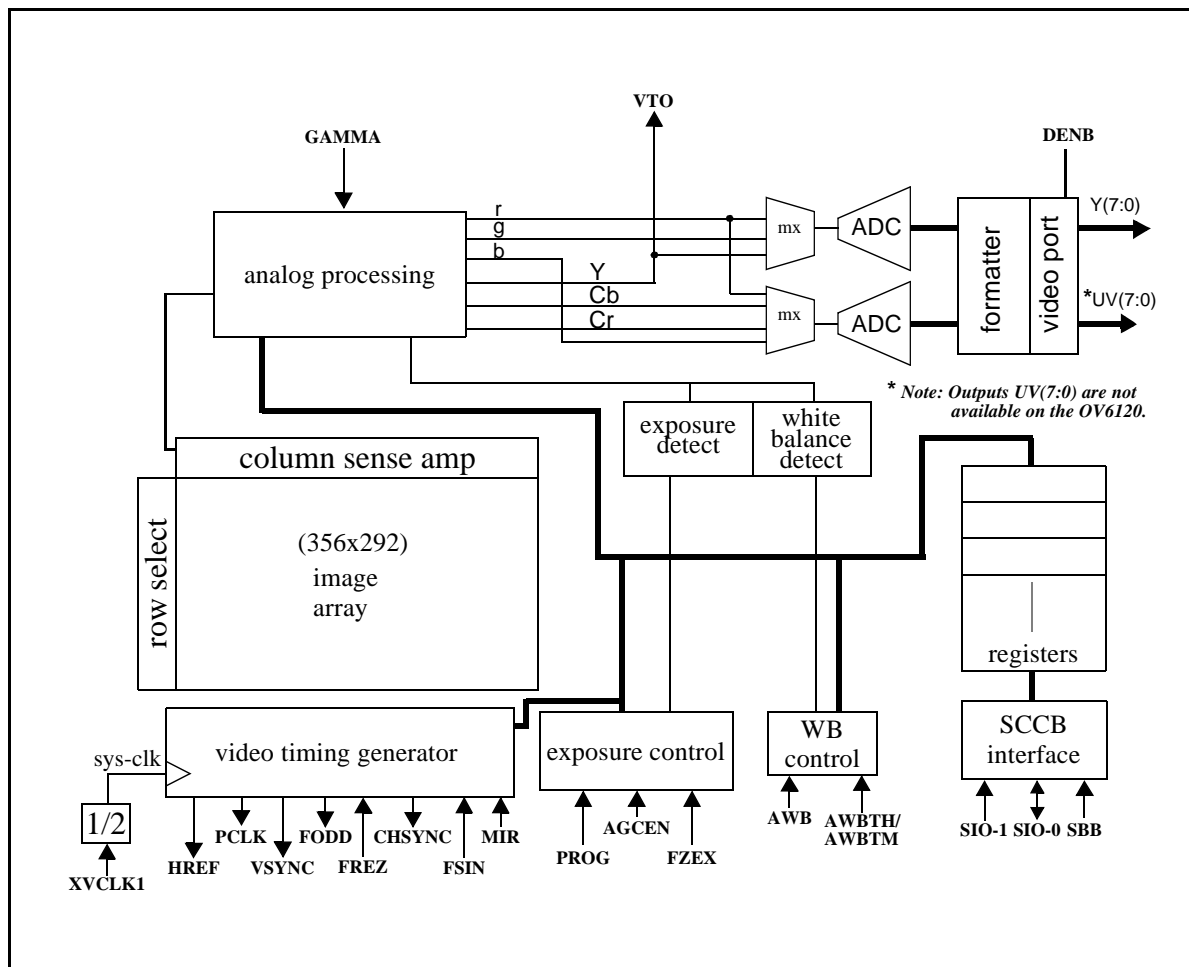 VTO
GAMMA
DENB
r
g
b
Y
Cb
Cr
mx
ADC
mx
ADC
formatter
video port
Y(7:0)
*UV(7:0)
analog processing
* Note: Outputs UV(7:0) are not
available on the OV6120.
exposure
detect
white
balance
detect
column sense amp
row select
(356x292)
image
array
registers
sys-clk
video timing generator
exposure control
WB
control
SCCB
interface
1/2
XVCLK1
HREF
PCLK
VSYNC
FODD
FREZ
CHSYNC
FSIN
MIR
PROG
AGCEN
FZEX
AWB
AWBTH/
AWBTM
SIO-1
SIO-0
SBB